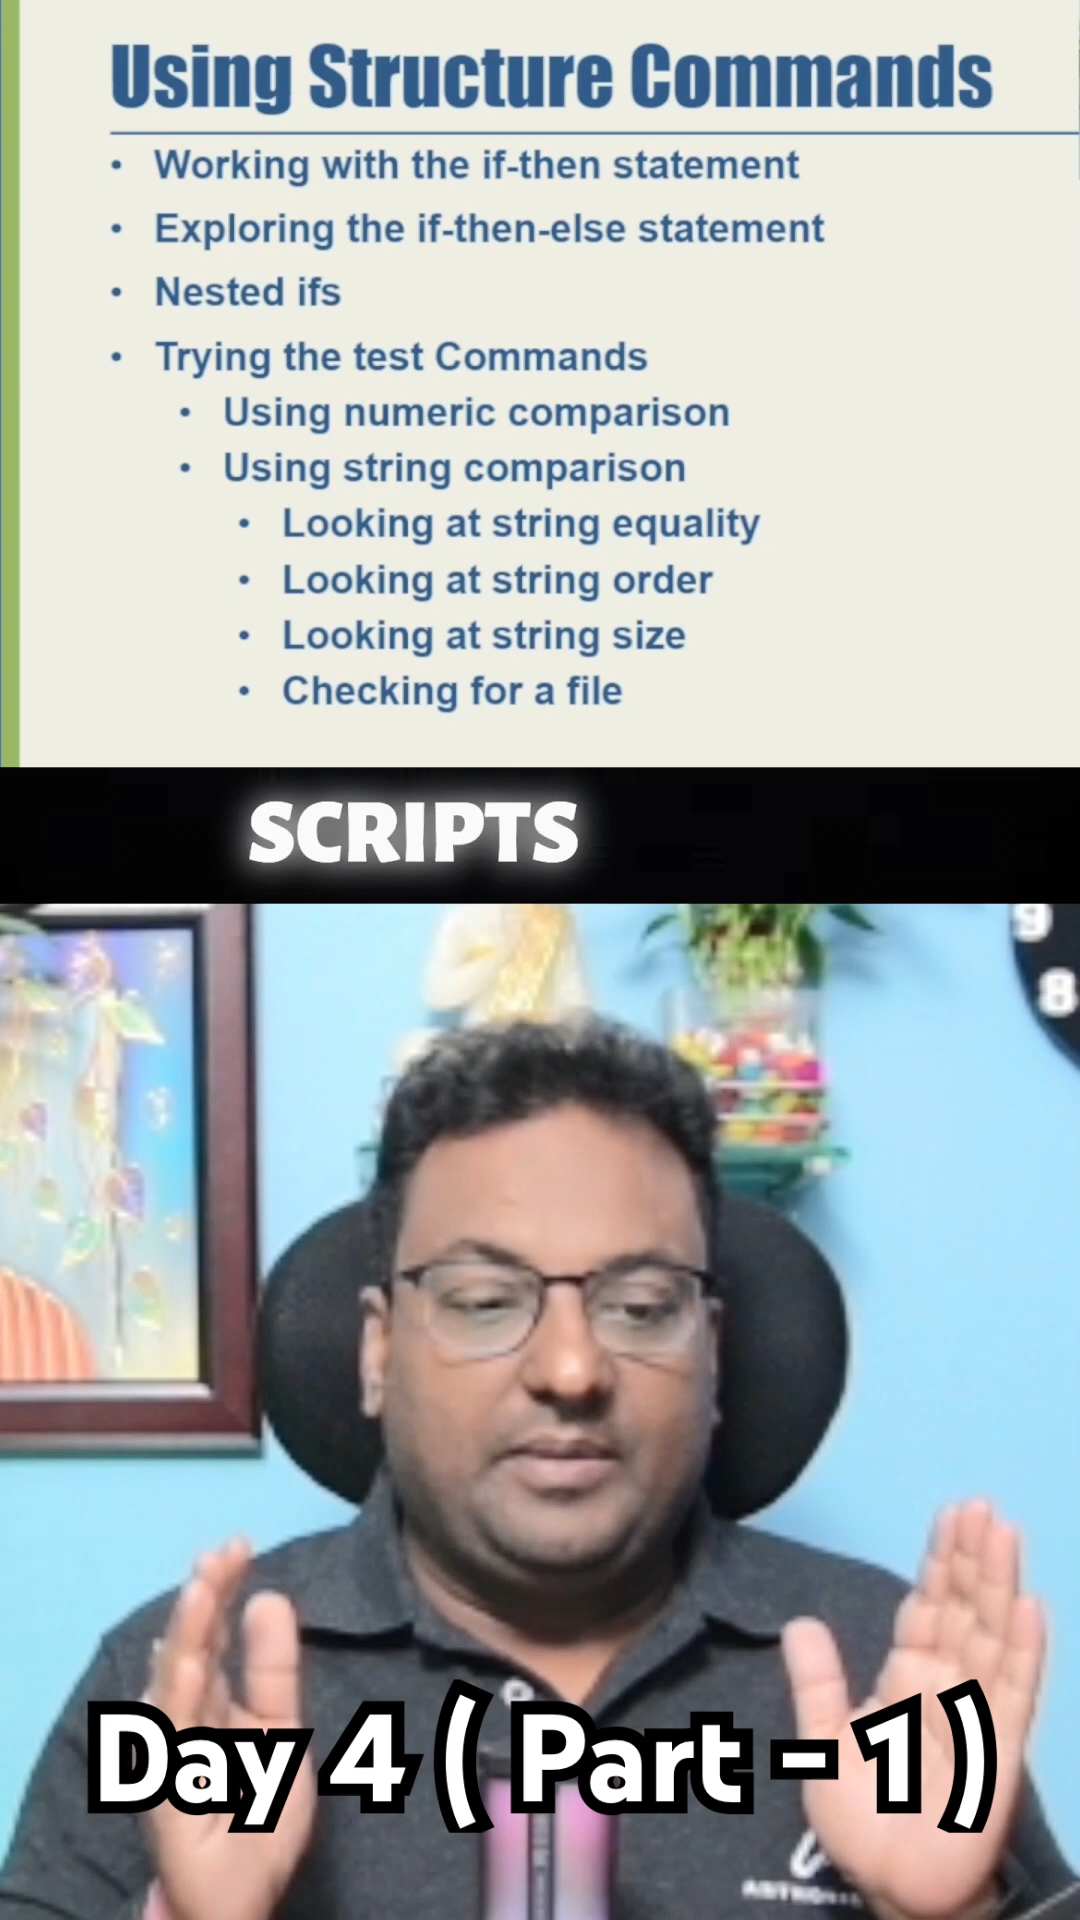 Using Structure Commands
• Working with the if-then statement
• Exploring the if-then-else statement
• Nested ifs
• Trying the test Commands
• Using numeric comparison
• Using string comparison
• Looking at string equality
• Looking at string order
• Looking at string size
• Checking for a file
SCRIPTS
9
8
Day 4 ( Part - 1 )